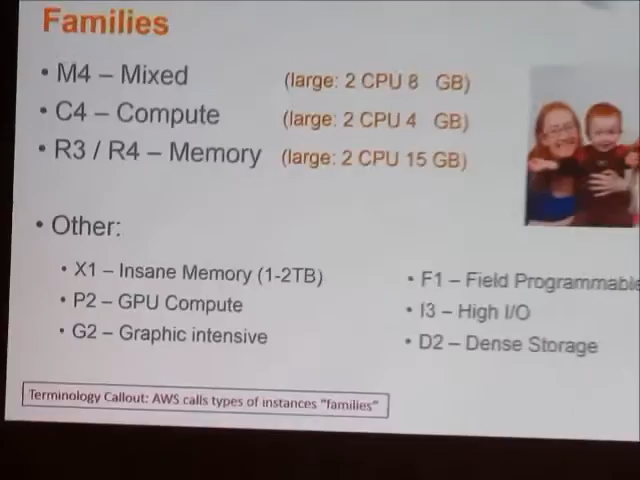 Families
• M4 – Mixed (large: 2 CPU 8 GB)
• C4 – Compute (large: 2 CPU 4 GB)
• R3 / R4 – Memory (large: 2 CPU 15 GB)
• Other:
• X1 – Insane Memory (1-2TB)
• P2 – GPU Compute
• G2 – Graphic intensive
• F1 – Field Programmable
• I3 – High I/O
• D2 – Dense Storage
Terminology Callout: AWS calls types of instances "families"